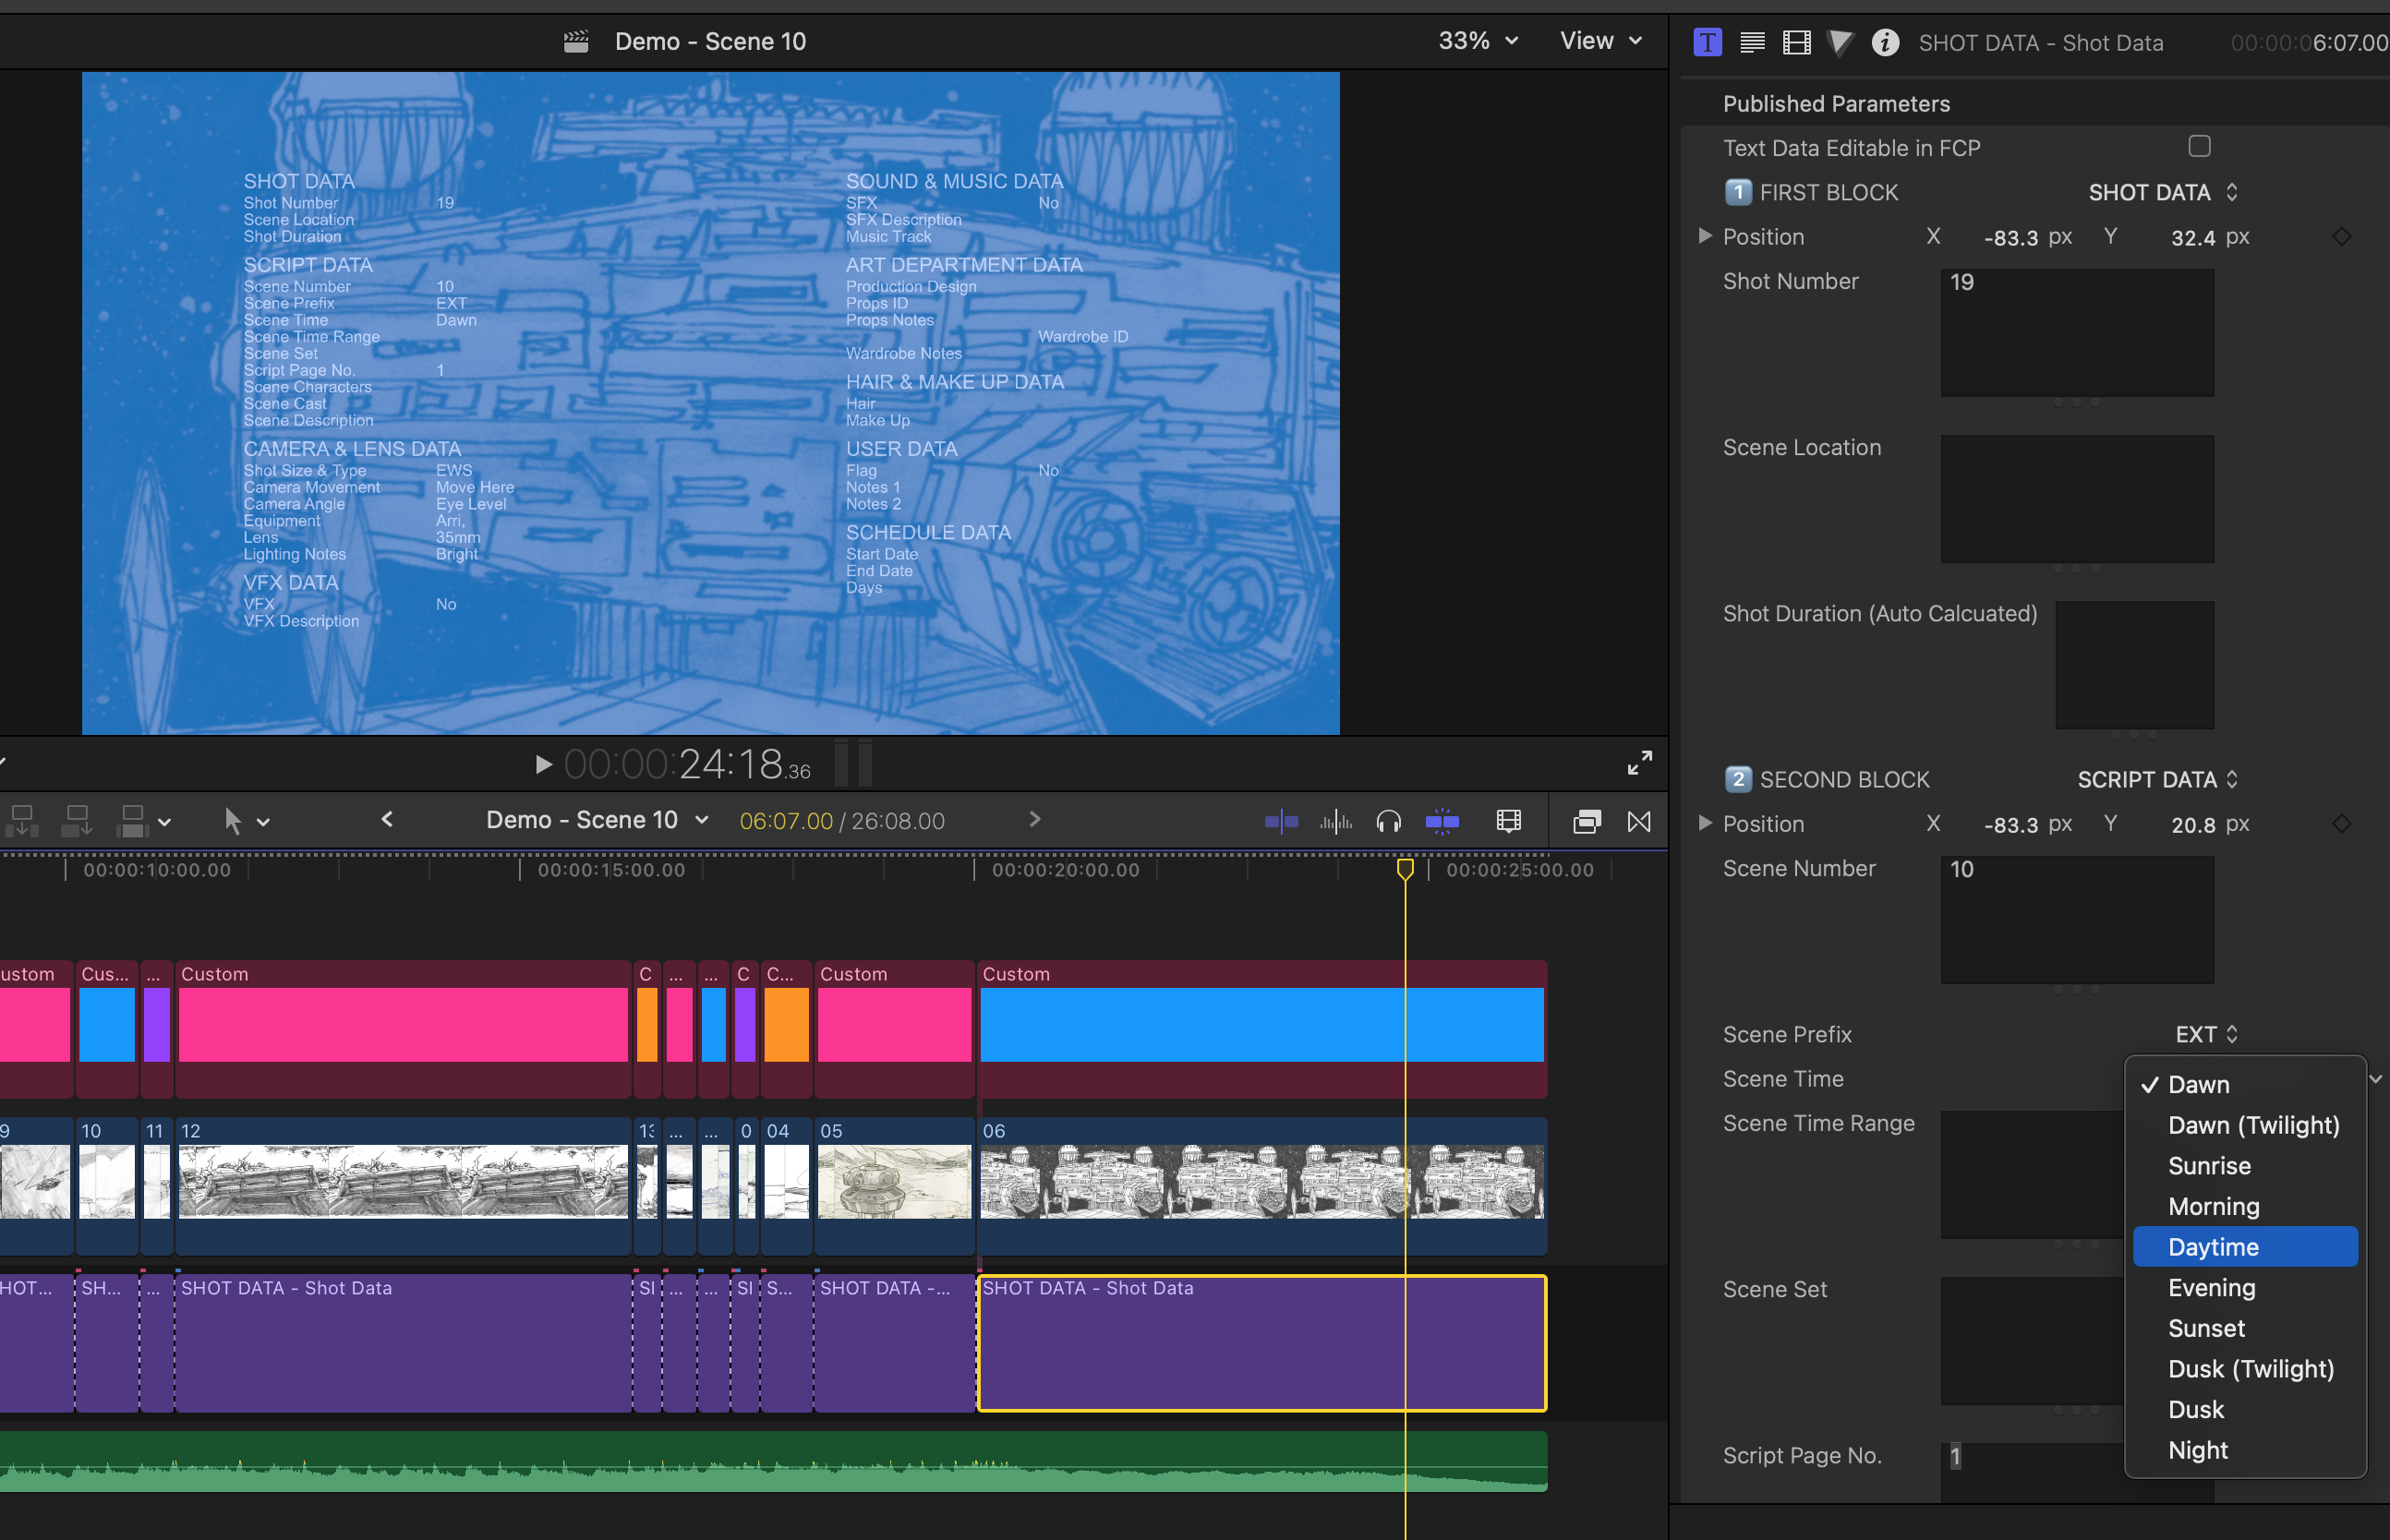 Demo - Scene 10
33%
View
SHOT DATA - Shot Data
00:00:06:07.00
SHOT DATA
Shot Number 19
Scene Location
Shot Duration
SCRIPT DATA
Scene Number 10
Scene Prefix EXT
Scene Time Dawn
Scene Time Range
Scene Set
Script Page No. 1
Scene Characters
Scene Cast
Scene Description
CAMERA & LENS DATA
Shot Size & Type EWS
Camera Movement Move Here
Camera Angle Eye Level
Equipment Arri,
Lens 35mm
Lighting Notes Bright
VFX DATA
VFX No
VFX Description
SOUND & MUSIC DATA
SFX No
SFX Description
Music Track
ART DEPARTMENT DATA
Production Design
Props ID
Props Notes
Wardrobe ID
Wardrobe Notes
HAIR & MAKE UP DATA
Hair
Make Up
USER DATA
Flag No
Notes 1
Notes 2
SCHEDULE DATA
Start Date
End Date
Days
Published Parameters
Text Data Editable in FCP
1 FIRST BLOCK SHOT DATA
Position X -83.3 px Y 32.4 px
Shot Number 19
Scene Location
Shot Duration (Auto Calcuated)
2 SECOND BLOCK SCRIPT DATA
Position X -83.3 px Y 20.8 px
Scene Number 10
Scene Prefix EXT
Scene Time
Scene Time Range
Scene Set
Script Page No. 1
✓ Dawn
Dawn (Twilight)
Sunrise
Morning
Daytime
Evening
Sunset
Dusk (Twilight)
Dusk
Night
00:00:24:18.36
Demo - Scene 10 06:07.00 / 26:08.00
00:00:10:00.00 00:00:15:00.00 00:00:20:00.00 00:00:25:00.00
ustom Cus... ... Custom C ... ... C C... Custom Custom
9 10 11 12 13 ... ... 0 04 05 06
HOT... SH... ... SHOT DATA - Shot Data SI ... ... SI S... SHOT DATA -... SHOT DATA - Shot Data